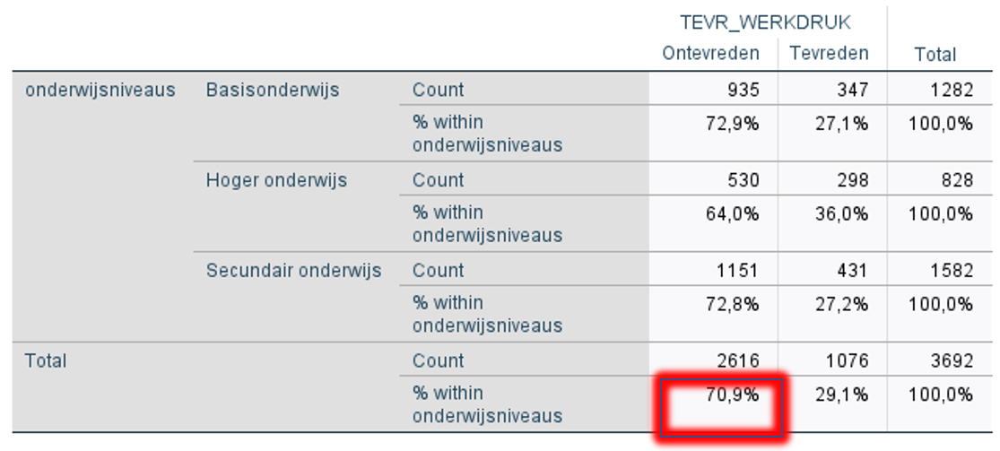 TEVR_WERKDRUK
Ontevreden Tevreden Total
onderwijsniveaus Basisonderwijs Count 935 347 1282
% within
onderwijsniveaus 72,9% 27,1% 100,0%
Hoger onderwijs Count 530 298 828
% within
onderwijsniveaus 64,0% 36,0% 100,0%
Secundair onderwijs Count 1151 431 1582
% within
onderwijsniveaus 72,8% 27,2% 100,0%
Total Count 2616 1076 3692
% within
onderwijsniveaus 70,9% 29,1% 100,0%